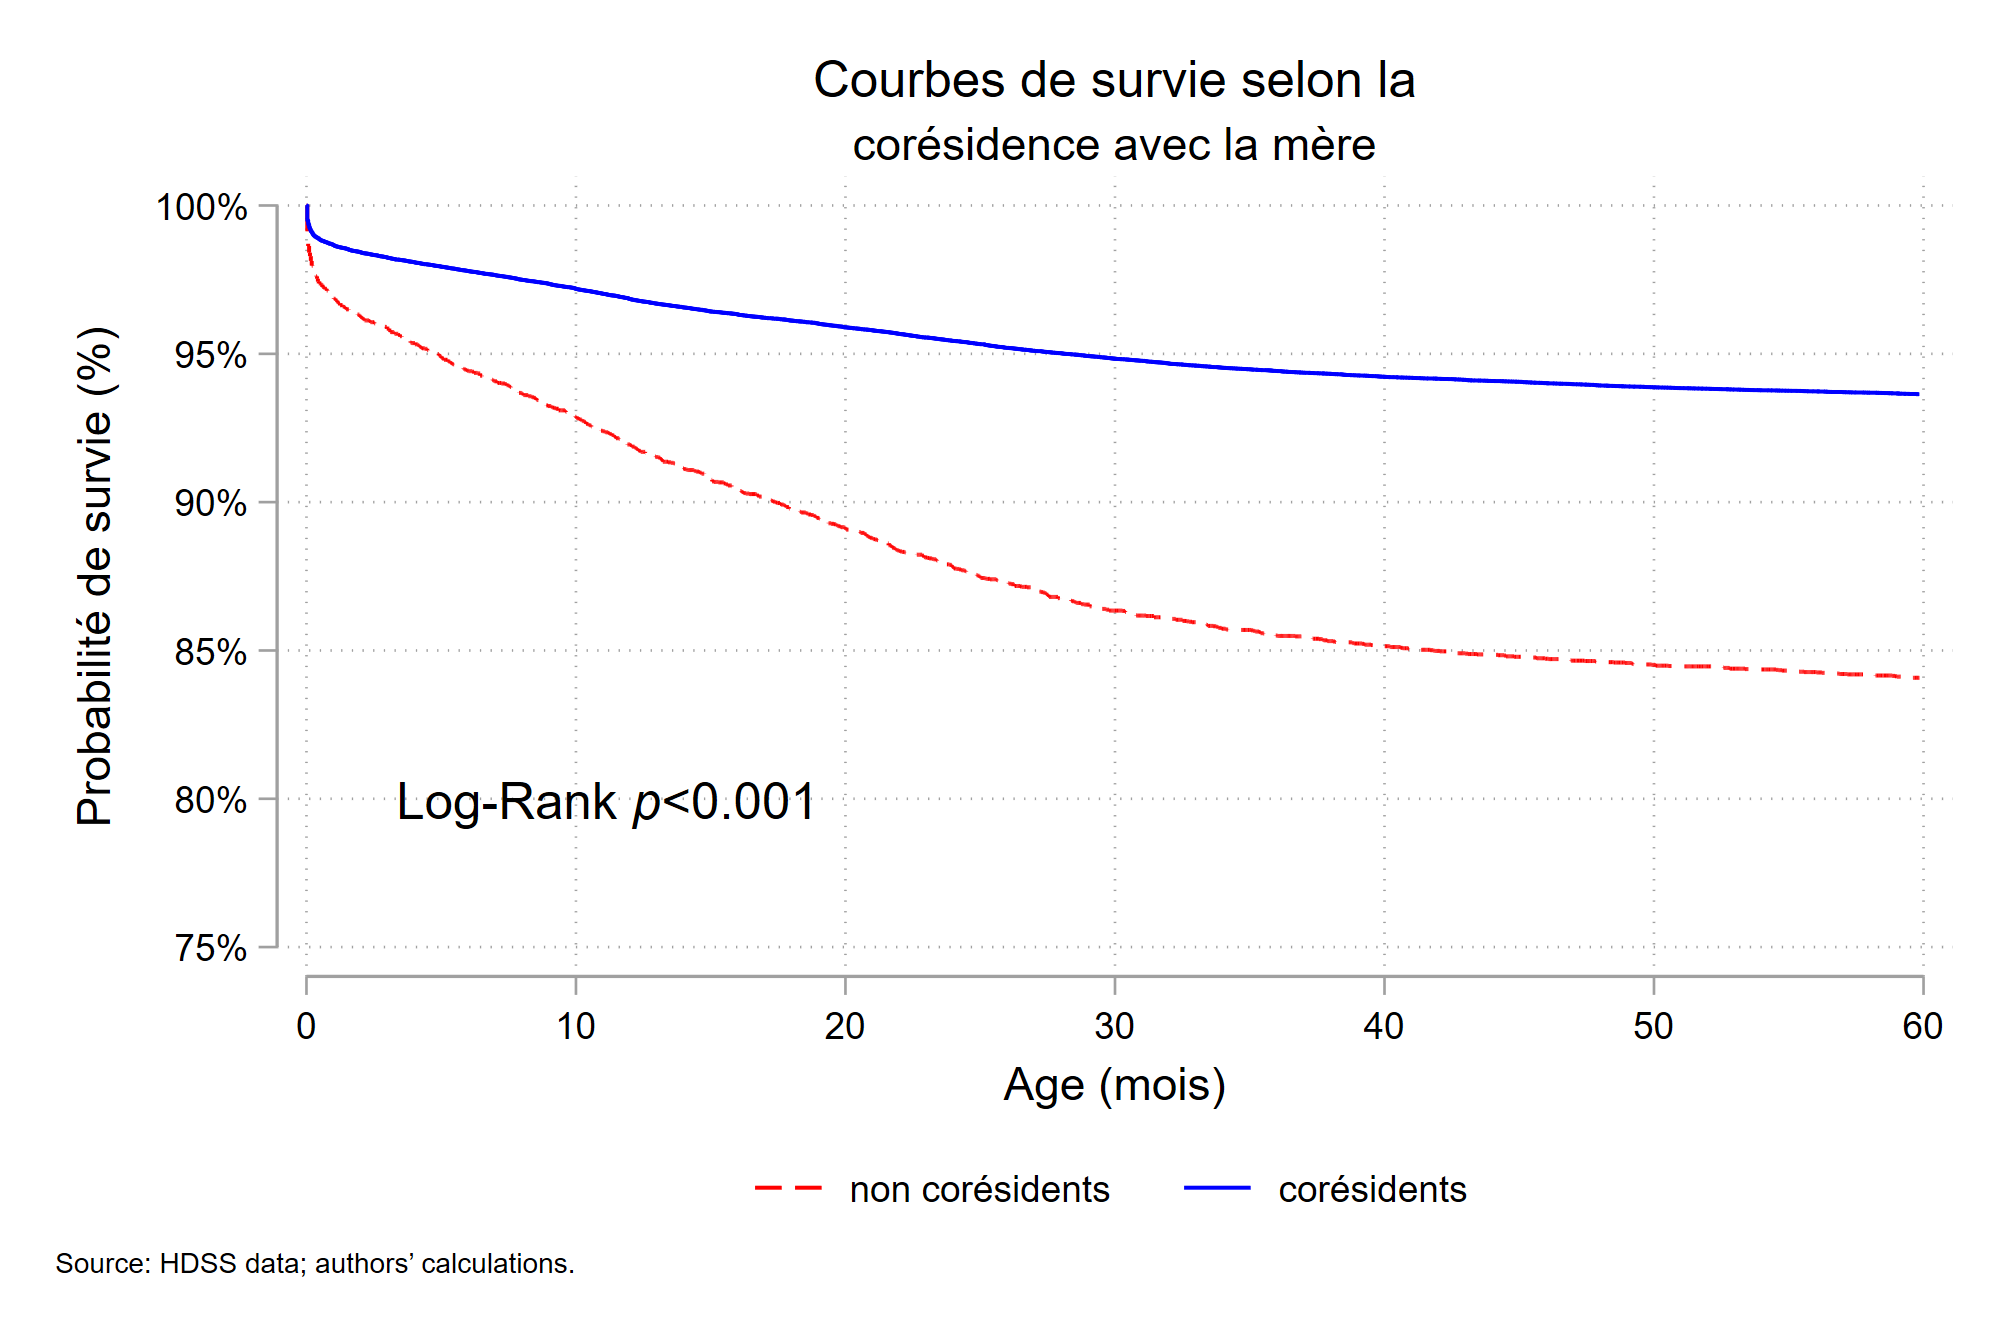 Courbes de survie selon la
corésidence avec la mère
Probabilité de survie (%)
100%
95%
90%
85%
80%
75%
Log-Rank p<0.001
0 10 20 30 40 50 60
Age (mois)
non corésidents corésidents
Source: HDSS data; authors’ calculations.